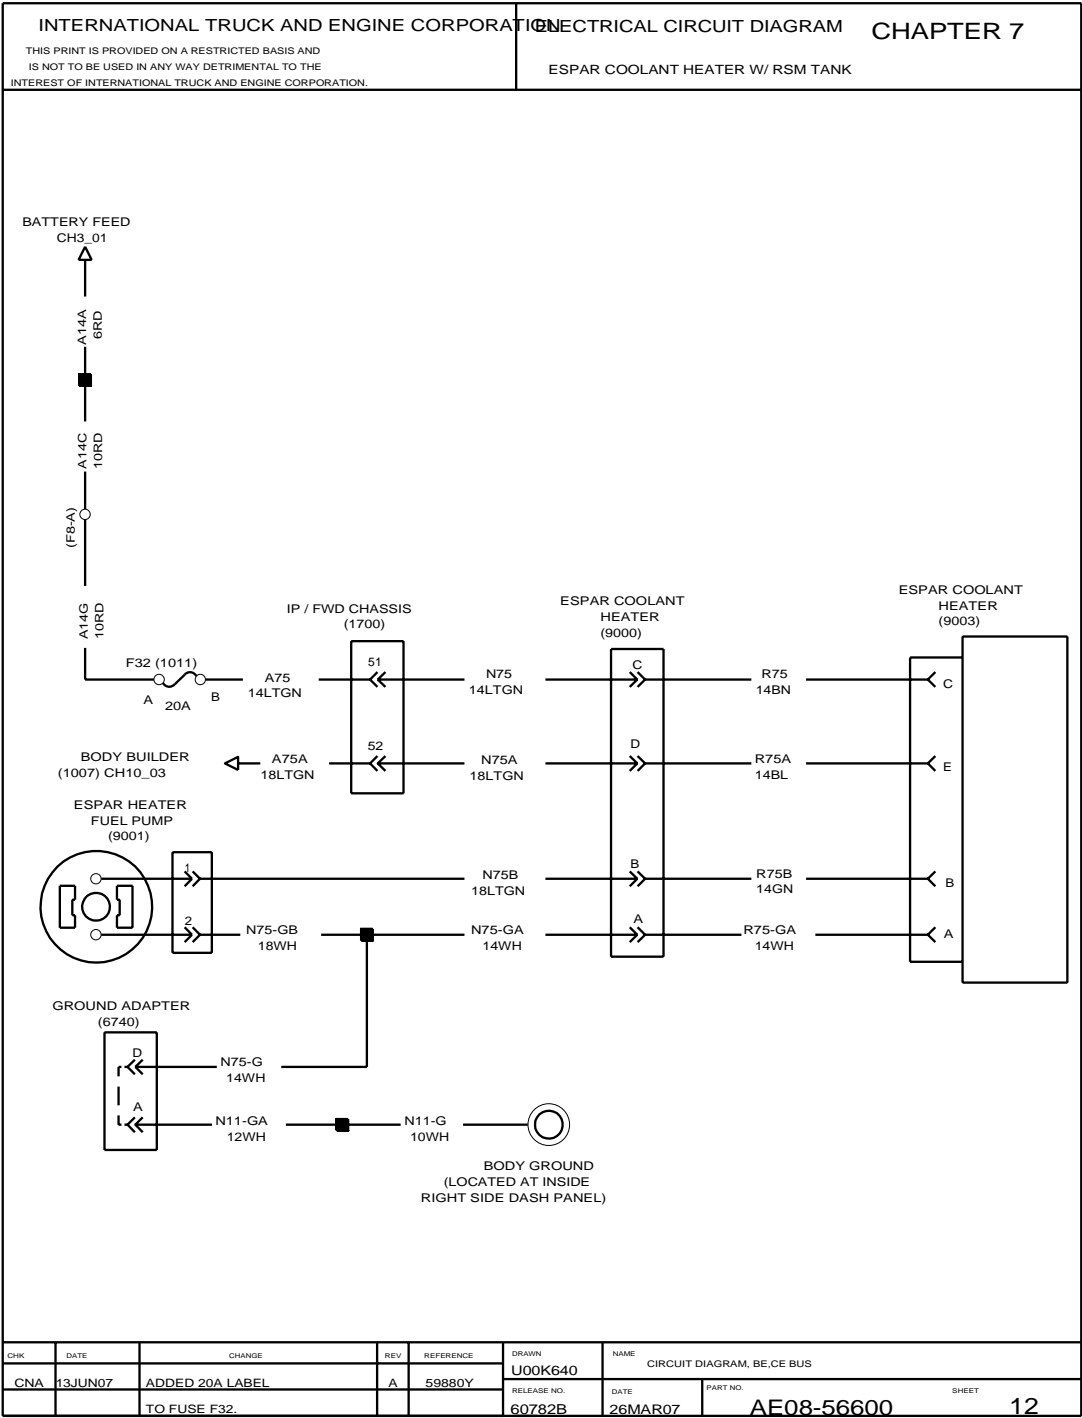 INTERNATIONAL TRUCK AND ENGINE CORPORATION
THIS PRINT IS PROVIDED ON A RESTRICTED BASIS AND
IS NOT TO BE USED IN ANY WAY DETRIMENTAL TO THE
INTEREST OF INTERNATIONAL TRUCK AND ENGINE CORPORATION.
ELECTRICAL CIRCUIT DIAGRAM
CHAPTER 7
ESPAR COOLANT HEATER W/ RSM TANK
BATTERY FEED
CH3_01
A14A
6RD
A14C
10RD
(F8-A)
A14G
10RD
F32 (1011)
A
B
20A
A75
14LTGN
IP / FWD CHASSIS
(1700)
51
N75
14LTGN
ESPAR COOLANT
HEATER
(9000)
C
R75
14BN
ESPAR COOLANT
HEATER
(9003)
C
BODY BUILDER
(1007) CH10_03
A75A
18LTGN
52
N75A
18LTGN
D
R75A
14BL
E
ESPAR HEATER
FUEL PUMP
(9001)
1
N75B
18LTGN
B
R75B
14GN
B
2
N75-GB
18WH
N75-GA
14WH
A
R75-GA
14WH
A
GROUND ADAPTER
(6740)
D
N75-G
14WH
A
N11-GA
12WH
N11-G
10WH
BODY GROUND
(LOCATED AT INSIDE
RIGHT SIDE DASH PANEL)
CHK DATE CHANGE REV REFERENCE
CNA 13JUN07 ADDED 20A LABEL A 59880Y
TO FUSE F32.
DRAWN
U00K640
NAME
CIRCUIT DIAGRAM, BE,CE BUS
RELEASE NO.
60782B
DATE
26MAR07
PART NO.
AE08-56600
SHEET
12